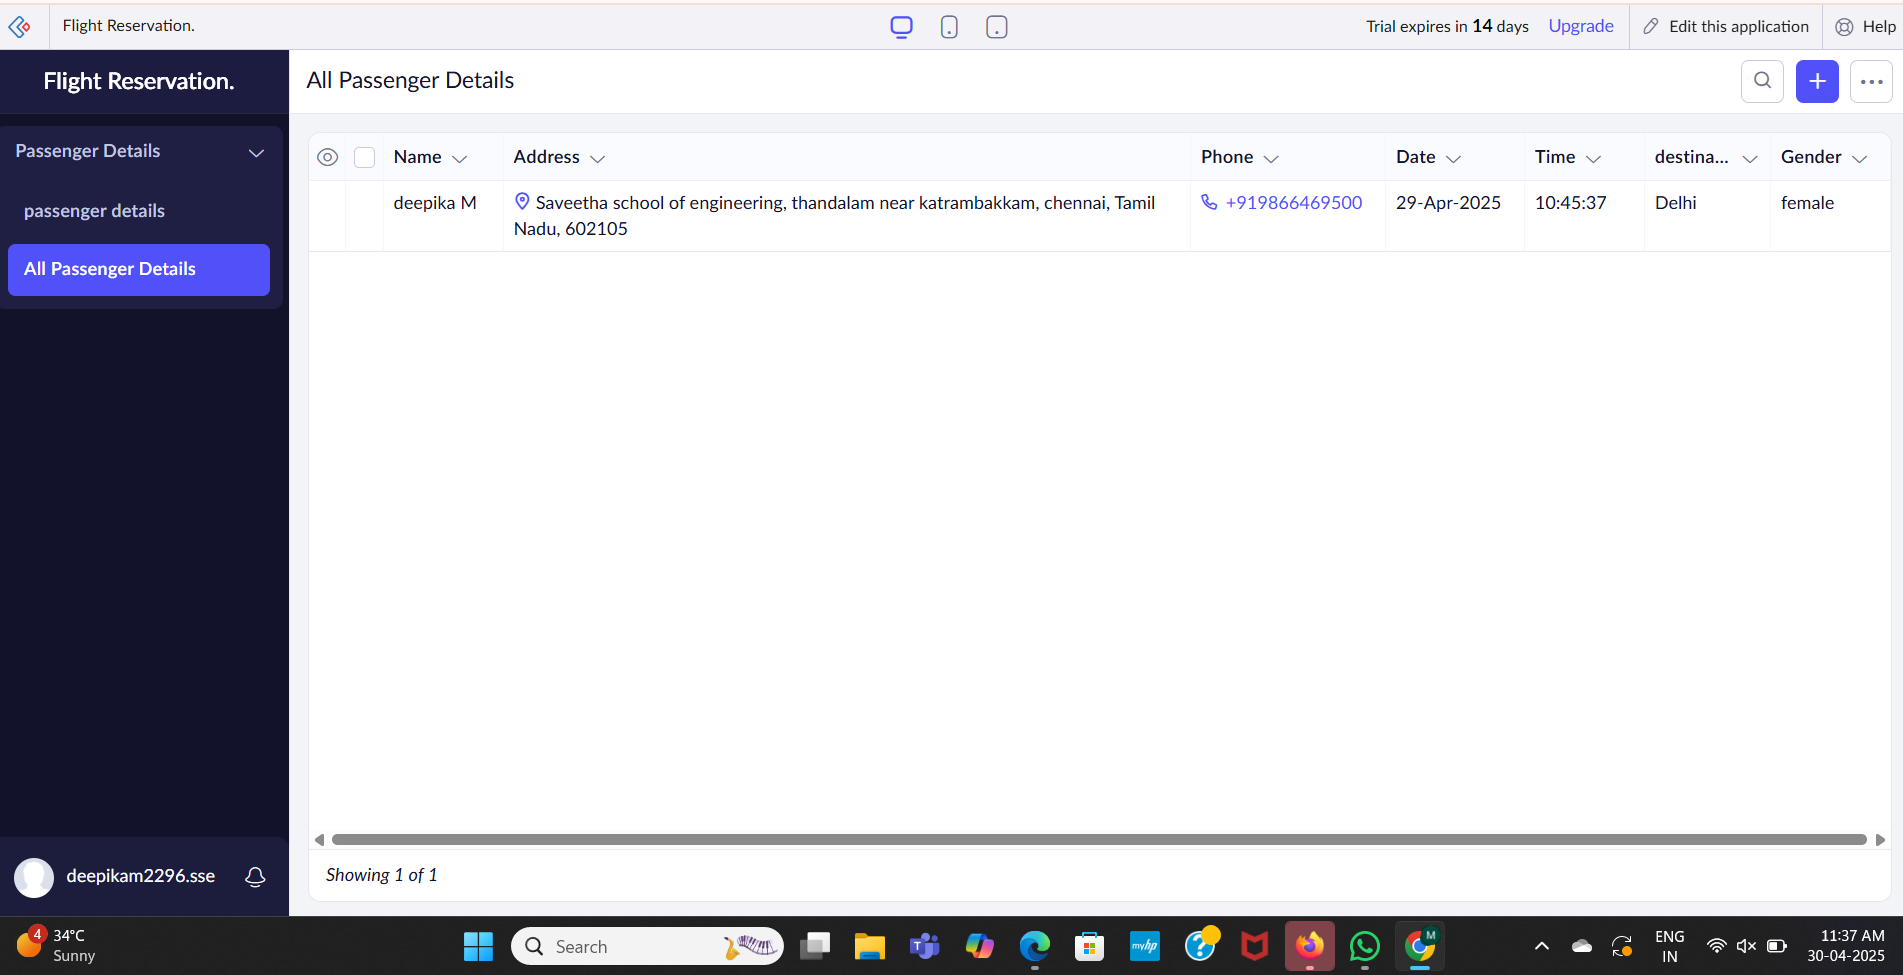 Flight Reservation.
Trial expires in 14 days Upgrade Edit this application Help
Flight Reservation.
All Passenger Details
Passenger Details
passenger details
All Passenger Details
Name Address Phone Date Time destina... Gender
deepika M Saveetha school of engineering, thandalam near katrambakkam, chennai, Tamil +919866469500 29-Apr-2025 10:45:37 Delhi female
Nadu, 602105
Showing 1 of 1
deepikam2296.sse
4 34°C
Sunny
Search
myhp
M
ENG
IN
11:37 AM
30-04-2025